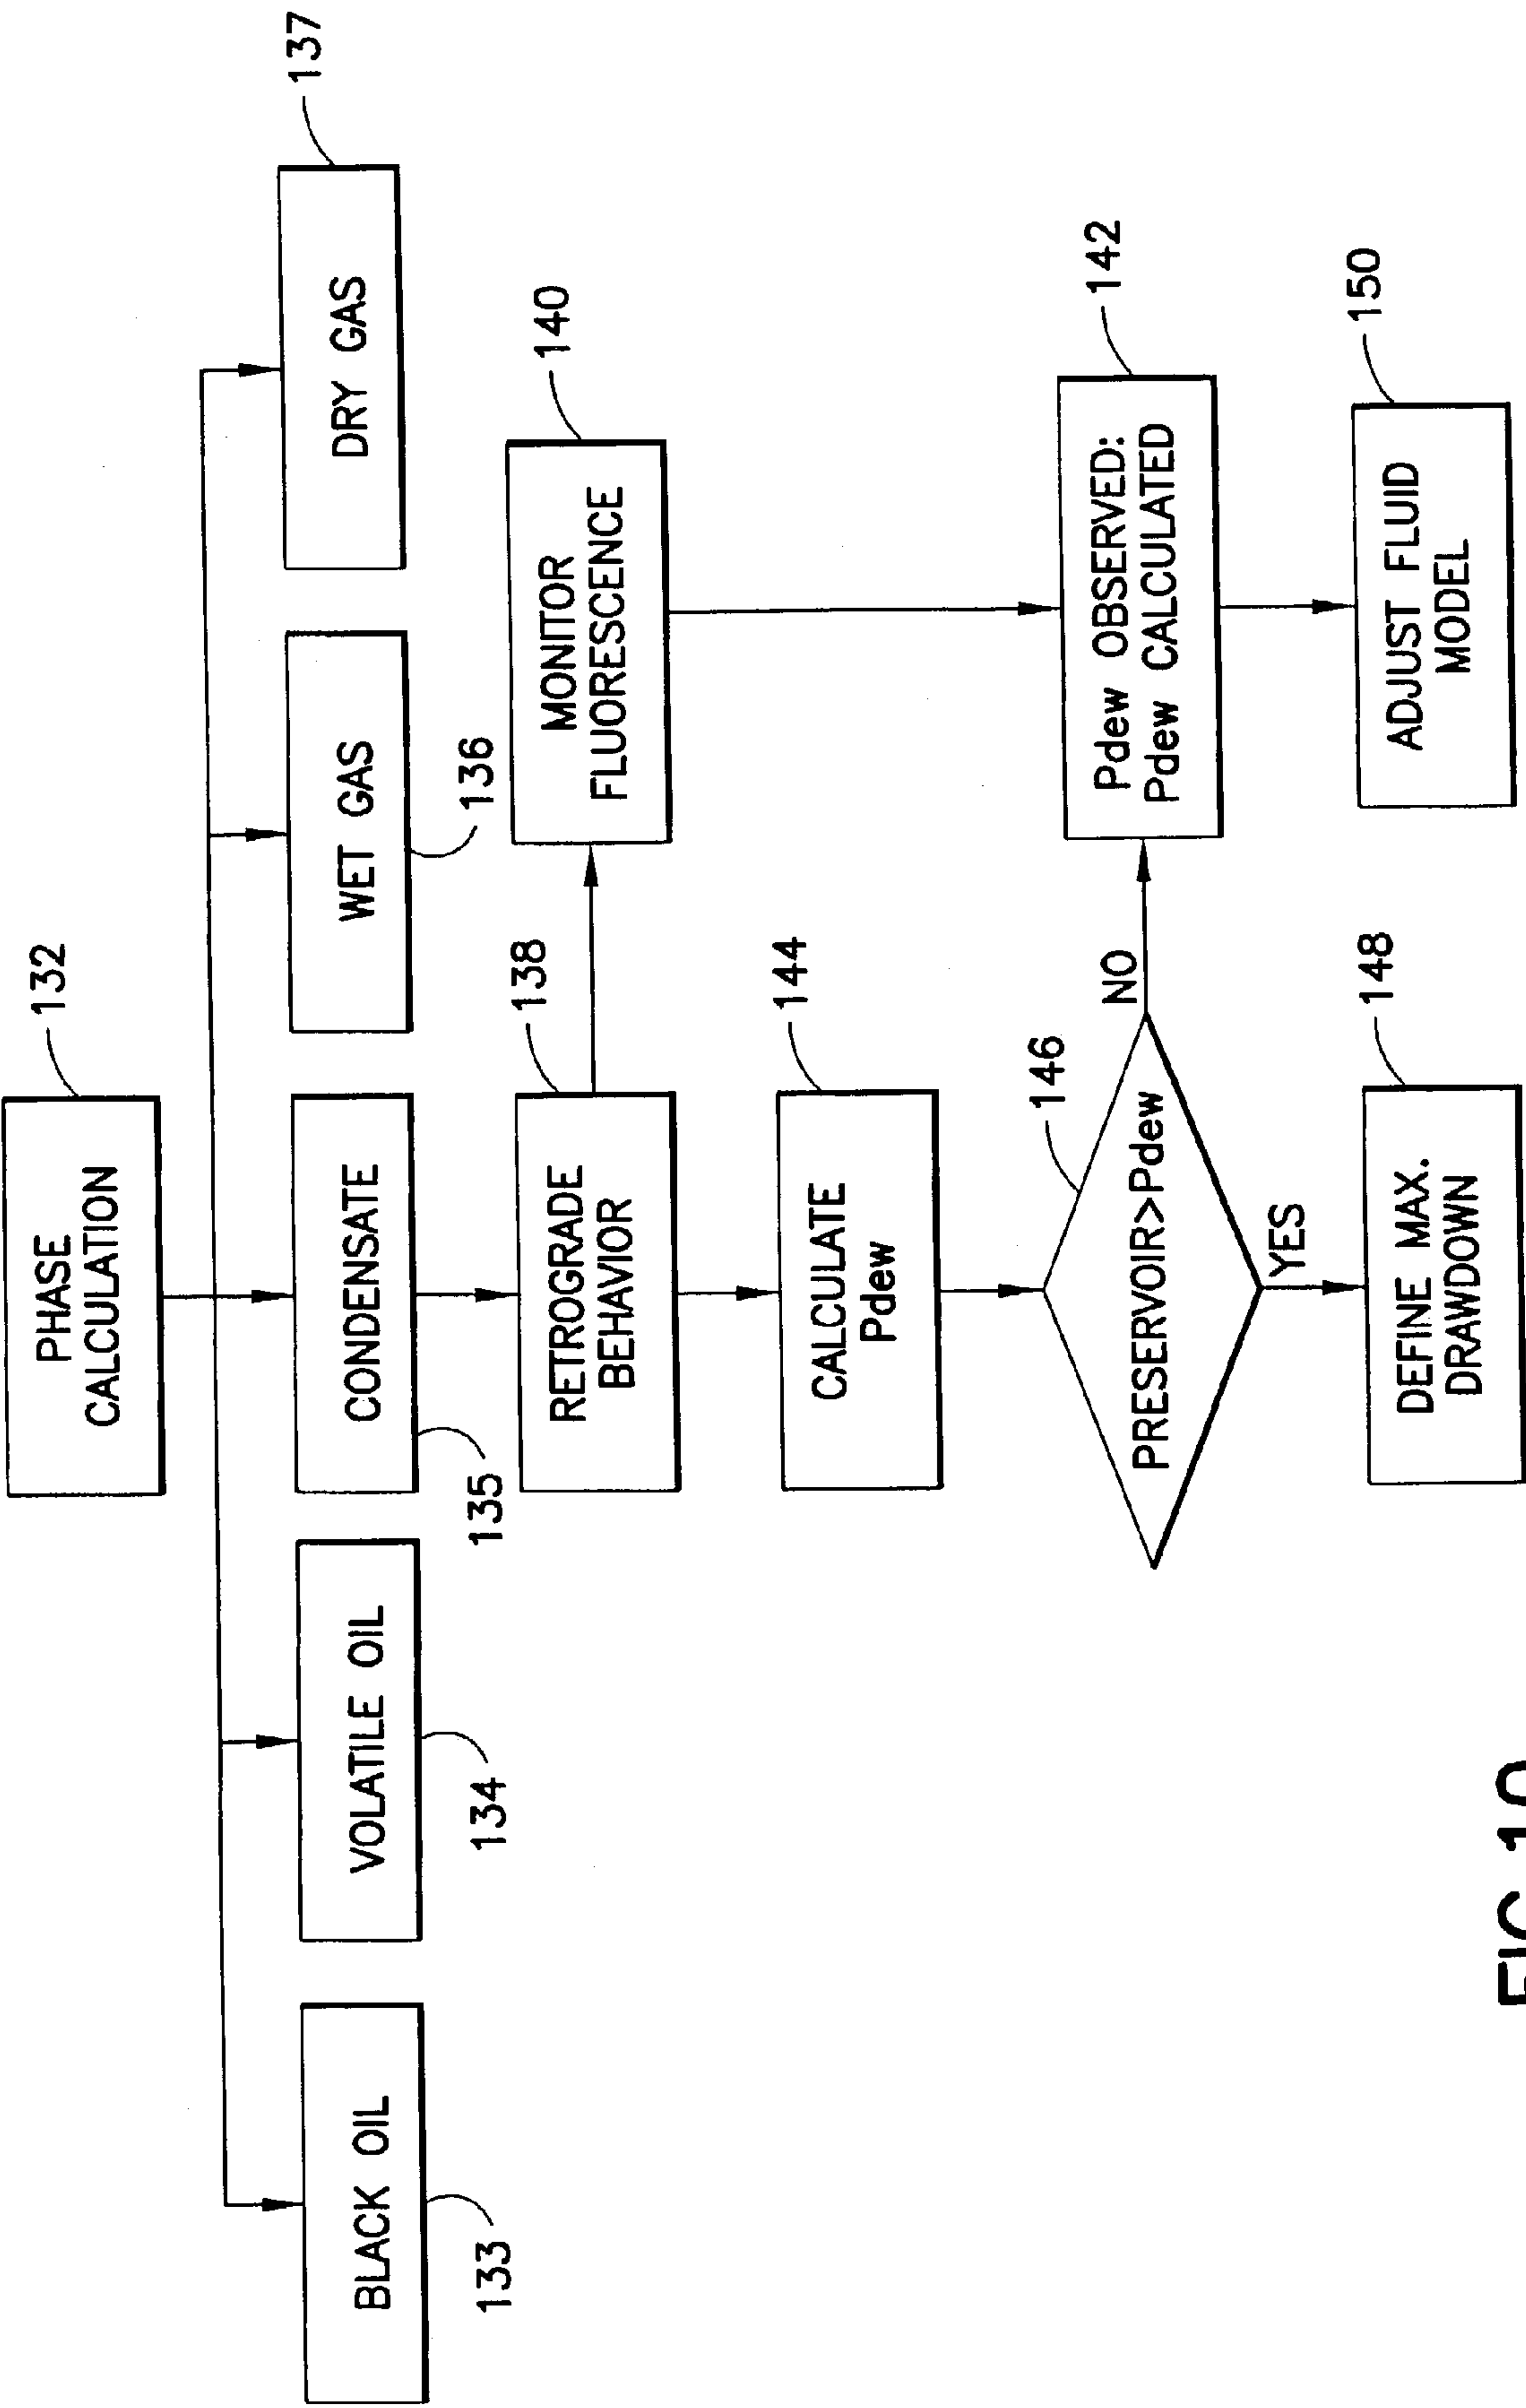 PHASE
CALCULATION
132
BLACK OIL
133
VOLATILE OIL
134
CONDENSATE
135
WET GAS
136
DRY GAS
137
RETROGRADE
BEHAVIOR
138
MONITOR
FLUORESCENCE
140
CALCULATE
Pdew
144
PRESERVOIR>Pdew
146
NO
YES
Pdew OBSERVED:
Pdew CALCULATED
142
DEFINE MAX.
DRAWDOWN
148
ADJUST FLUID
MODEL
150